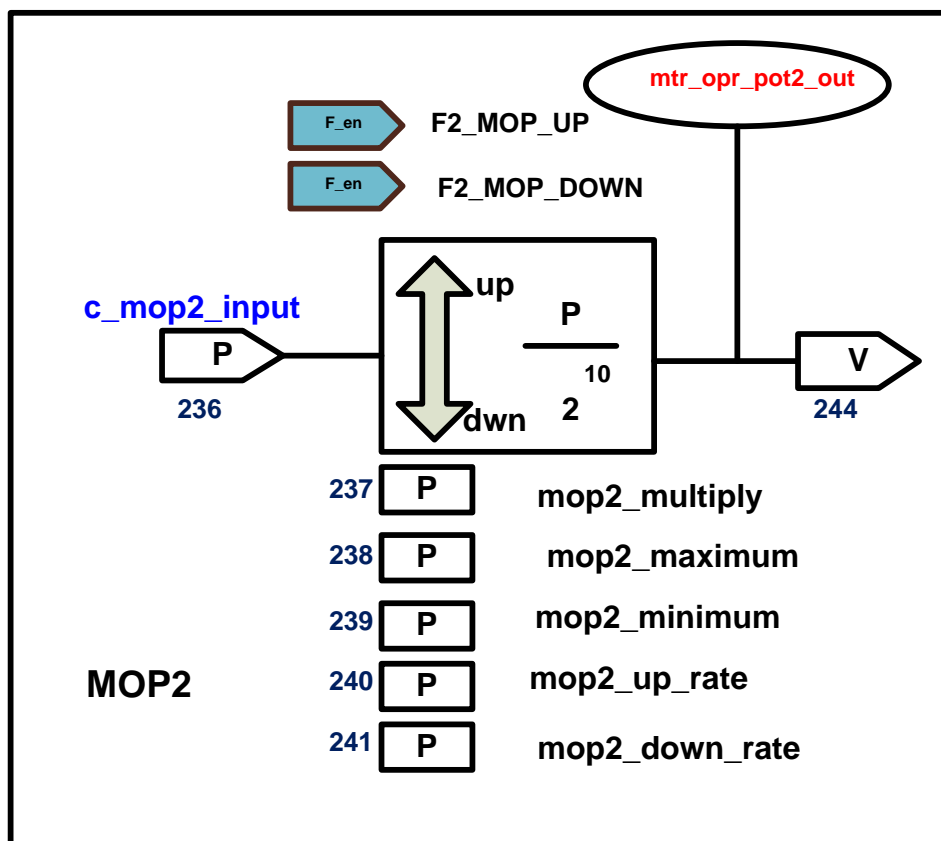 mtr_opr_pot2_out
F_en F2_MOP_UP
F_en F2_MOP_DOWN
c_mop2_input
P
236
up
dwn
P
10
2
V
244
237 P mop2_multiply
238 P mop2_maximum
239 P mop2_minimum
MOP2
240 P mop2_up_rate
241 P mop2_down_rate